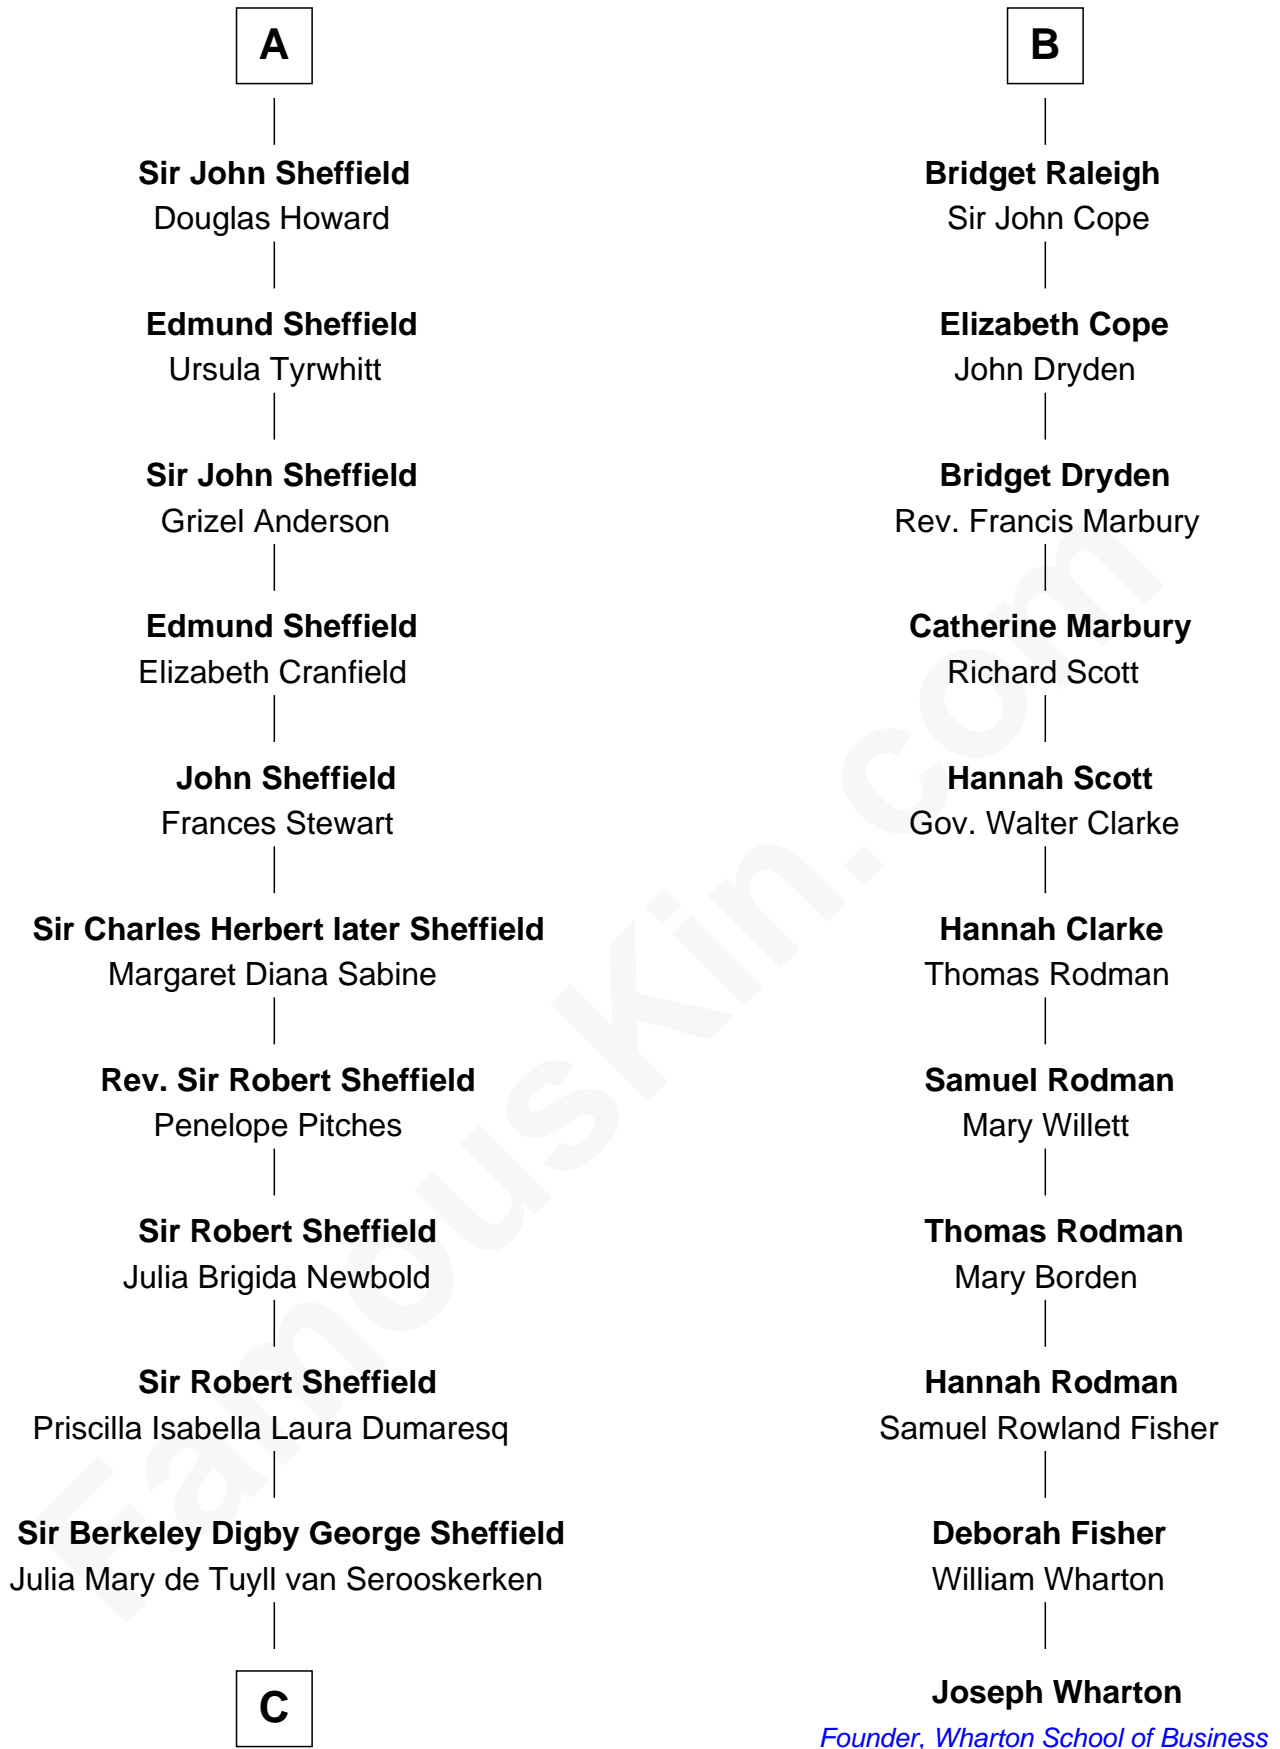 A
Sir John Sheffield
Douglas Howard
Edmund Sheffield
Ursula Tyrwhitt
Sir John Sheffield
Grizel Anderson
Edmund Sheffield
Elizabeth Cranfield
John Sheffield
Frances Stewart
Sir Charles Herbert later Sheffield
Margaret Diana Sabine
Rev. Sir Robert Sheffield
Penelope Pitches
Sir Robert Sheffield
Julia Brigida Newbold
Sir Robert Sheffield
Priscilla Isabella Laura Dumaresq
Sir Berkeley Digby George Sheffield
Julia Mary de Tuyll van Serooskerken
C
B
Bridget Raleigh
Sir John Cope
Elizabeth Cope
John Dryden
Bridget Dryden
Rev. Francis Marbury
Catherine Marbury
Richard Scott
Hannah Scott
Gov. Walter Clarke
Hannah Clarke
Thomas Rodman
Samuel Rodman
Mary Willett
Thomas Rodman
Mary Borden
Hannah Rodman
Samuel Rowland Fisher
Deborah Fisher
William Wharton
Joseph Wharton
Founder, Wharton School of Business
FamousKin.com